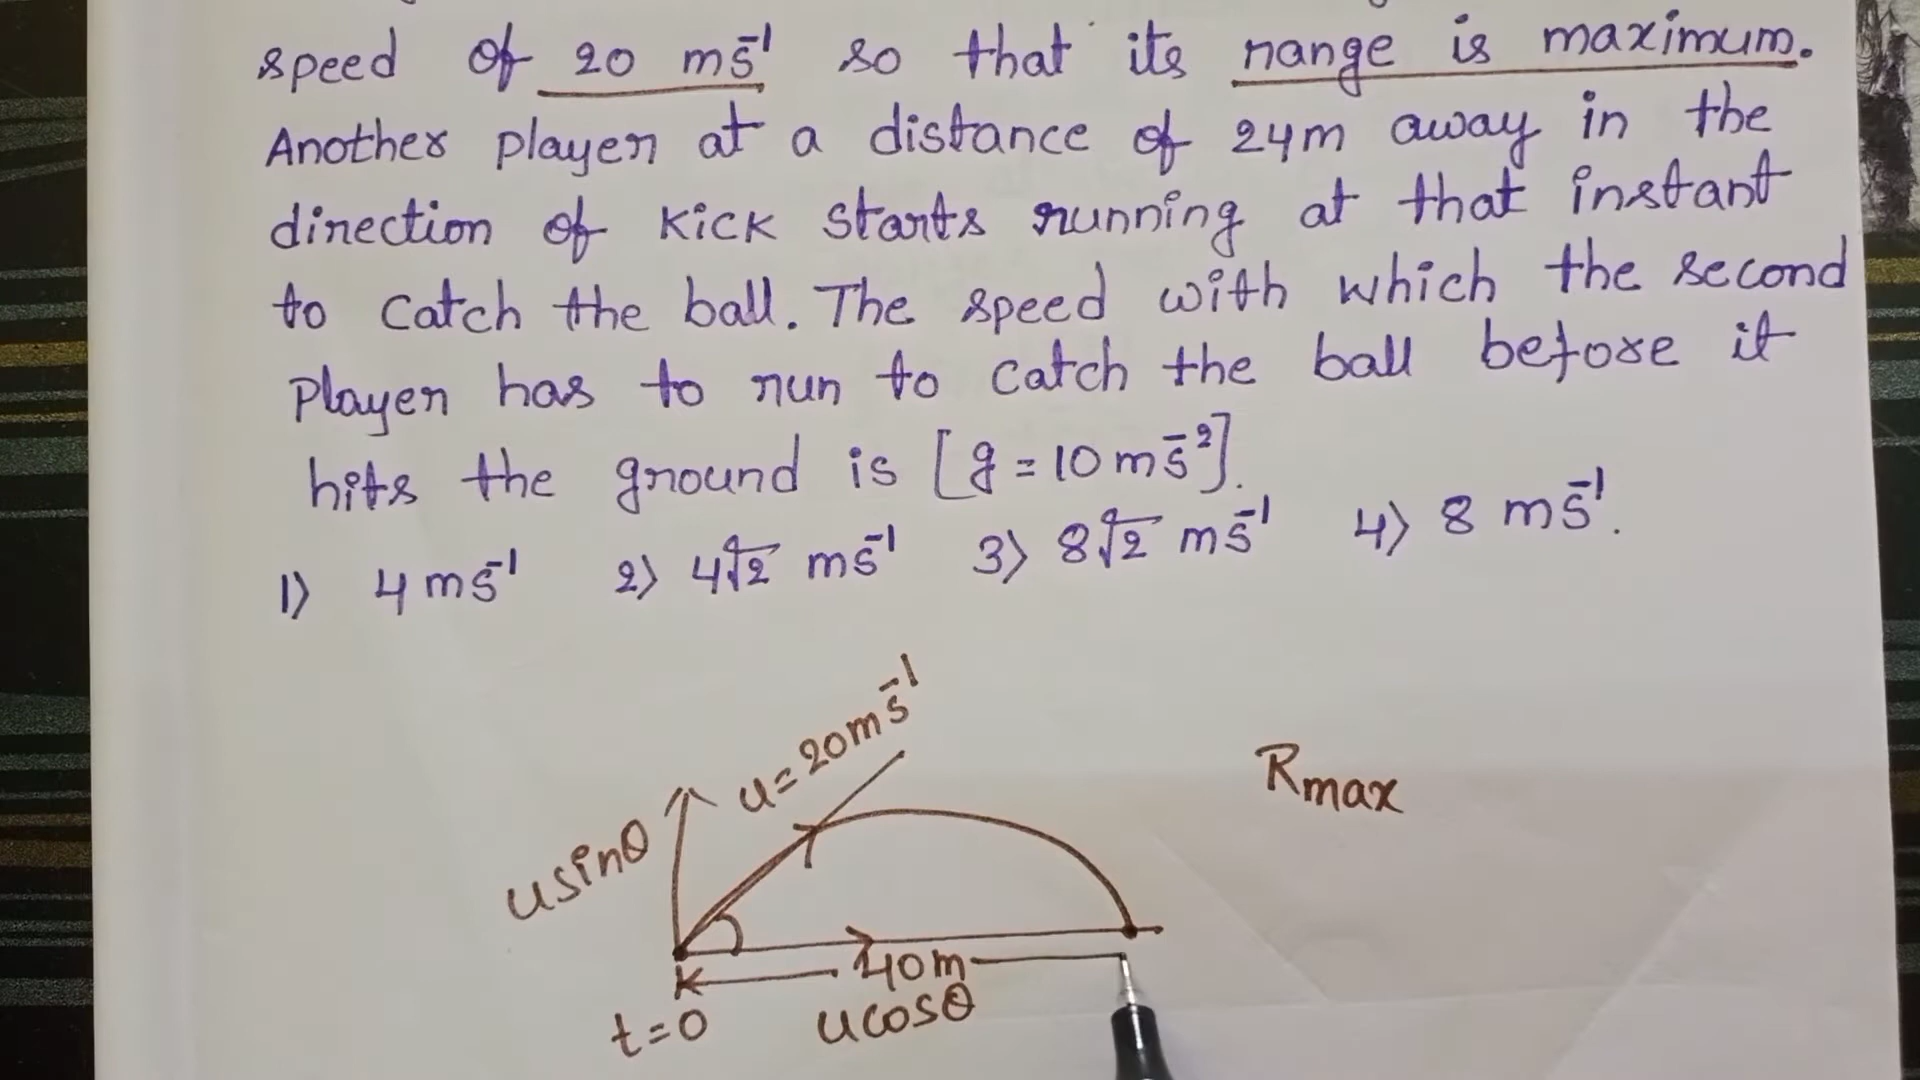 speed of 20 ms⁻¹ so that its range is maximum.
Another player at a distance of 24m away in the
direction of kick starts running at that instant
to catch the ball. The speed with which the second
Player has to run to catch the ball before it
hits the ground is [g = 10 ms⁻²].
1) 4 ms⁻¹ 2) 4√2 ms⁻¹ 3) 8√2 ms⁻¹ 4) 8 ms⁻¹.
u=20ms⁻¹
Rmax
usinθ
40m
t=0 ucosθ